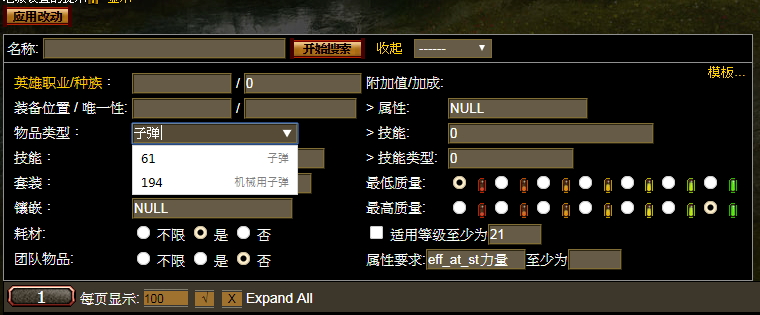 应用改动
名称: 开始搜索 收起 ------
模板...
英雄职业/种族： / 0 附加值/加成:
装备位置 / 唯一性: / > 属性: NULL
物品类型： 子弹 > 技能: 0
61 子弹
技能： > 技能类型: 0
194 机械用子弹
套装： 最低质量:
镶嵌： NULL 最高质量:
耗材: 不限 是 否 适用等级至少为 21
团队物品: 不限 是 否 属性要求: eff_at_st力量 至少为
1 每页显示: 100 √ X Expand All